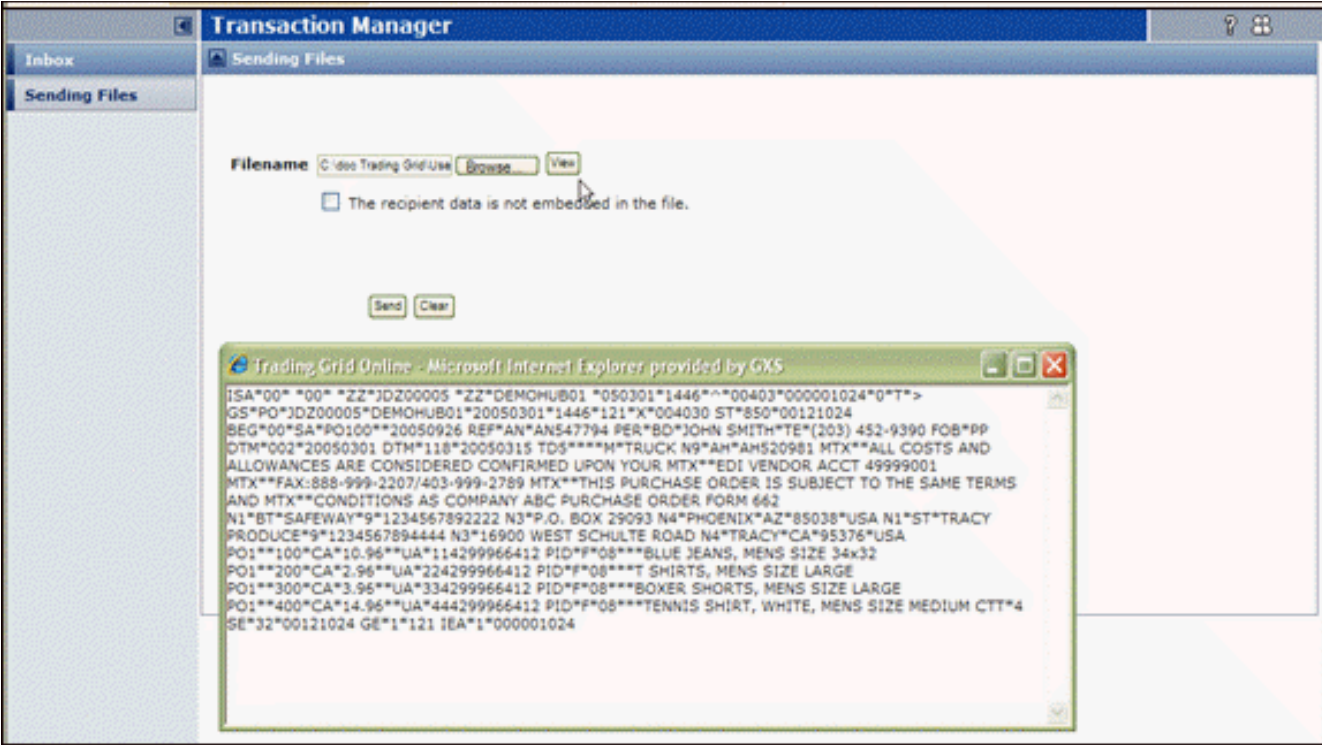 Transaction Manager
Inbox
Sending Files
Sending Files
Filename C:\doc Trading Grid\Use Browse... View
The recipient data is not embedded in the file.
Send Clear
Trading Grid Online - Microsoft Internet Explorer provided by GXS
ISA*00* *00* *ZZ*JDZ00005 *ZZ*DEMOHUB01 *050301*1446*^*00403*000001024*0*T*>
GS*PO*JDZ00005*DEMOHUB01*20050301*1446*121*X*004030 ST*850*00121024
BEG*00*SA*PO100**20050926 REF*AN*AN547794 PER*BD*JOHN SMITH*TE*(203) 452-9390 FOB*PP
DTM*002*20050301 DTM*118*20050315 TD5****M*TRUCK N9*AH*AH520981 MTX**ALL COSTS AND
ALLOWANCES ARE CONSIDERED CONFIRMED UPON YOUR MTX**EDI VENDOR ACCT 49999001
MTX**FAX:888-999-2207/403-999-2789 MTX**THIS PURCHASE ORDER IS SUBJECT TO THE SAME TERMS
AND MTX**CONDITIONS AS COMPANY ABC PURCHASE ORDER FORM 662
N1*BT*SAFEWAY*9*1234567892222 N3*P.O. BOX 29093 N4*PHOENIX*AZ*85038*USA N1*ST*TRACY
PRODUCE*9*1234567894444 N3*16900 WEST SCHULTE ROAD N4*TRACY*CA*95376*USA
PO1**100*CA*10.96**UA*114299966412 PID*F*08***BLUE JEANS, MENS SIZE 34x32
PO1**200*CA*2.96**UA*224299966412 PID*F*08***T SHIRTS, MENS SIZE LARGE
PO1**300*CA*3.96**UA*334299966412 PID*F*08***BOXER SHORTS, MENS SIZE LARGE
PO1**400*CA*14.96**UA*444299966412 PID*F*08***TENNIS SHIRT, WHITE, MENS SIZE MEDIUM CTT*4
SE*32*00121024 GE*1*121 IEA*1*000001024